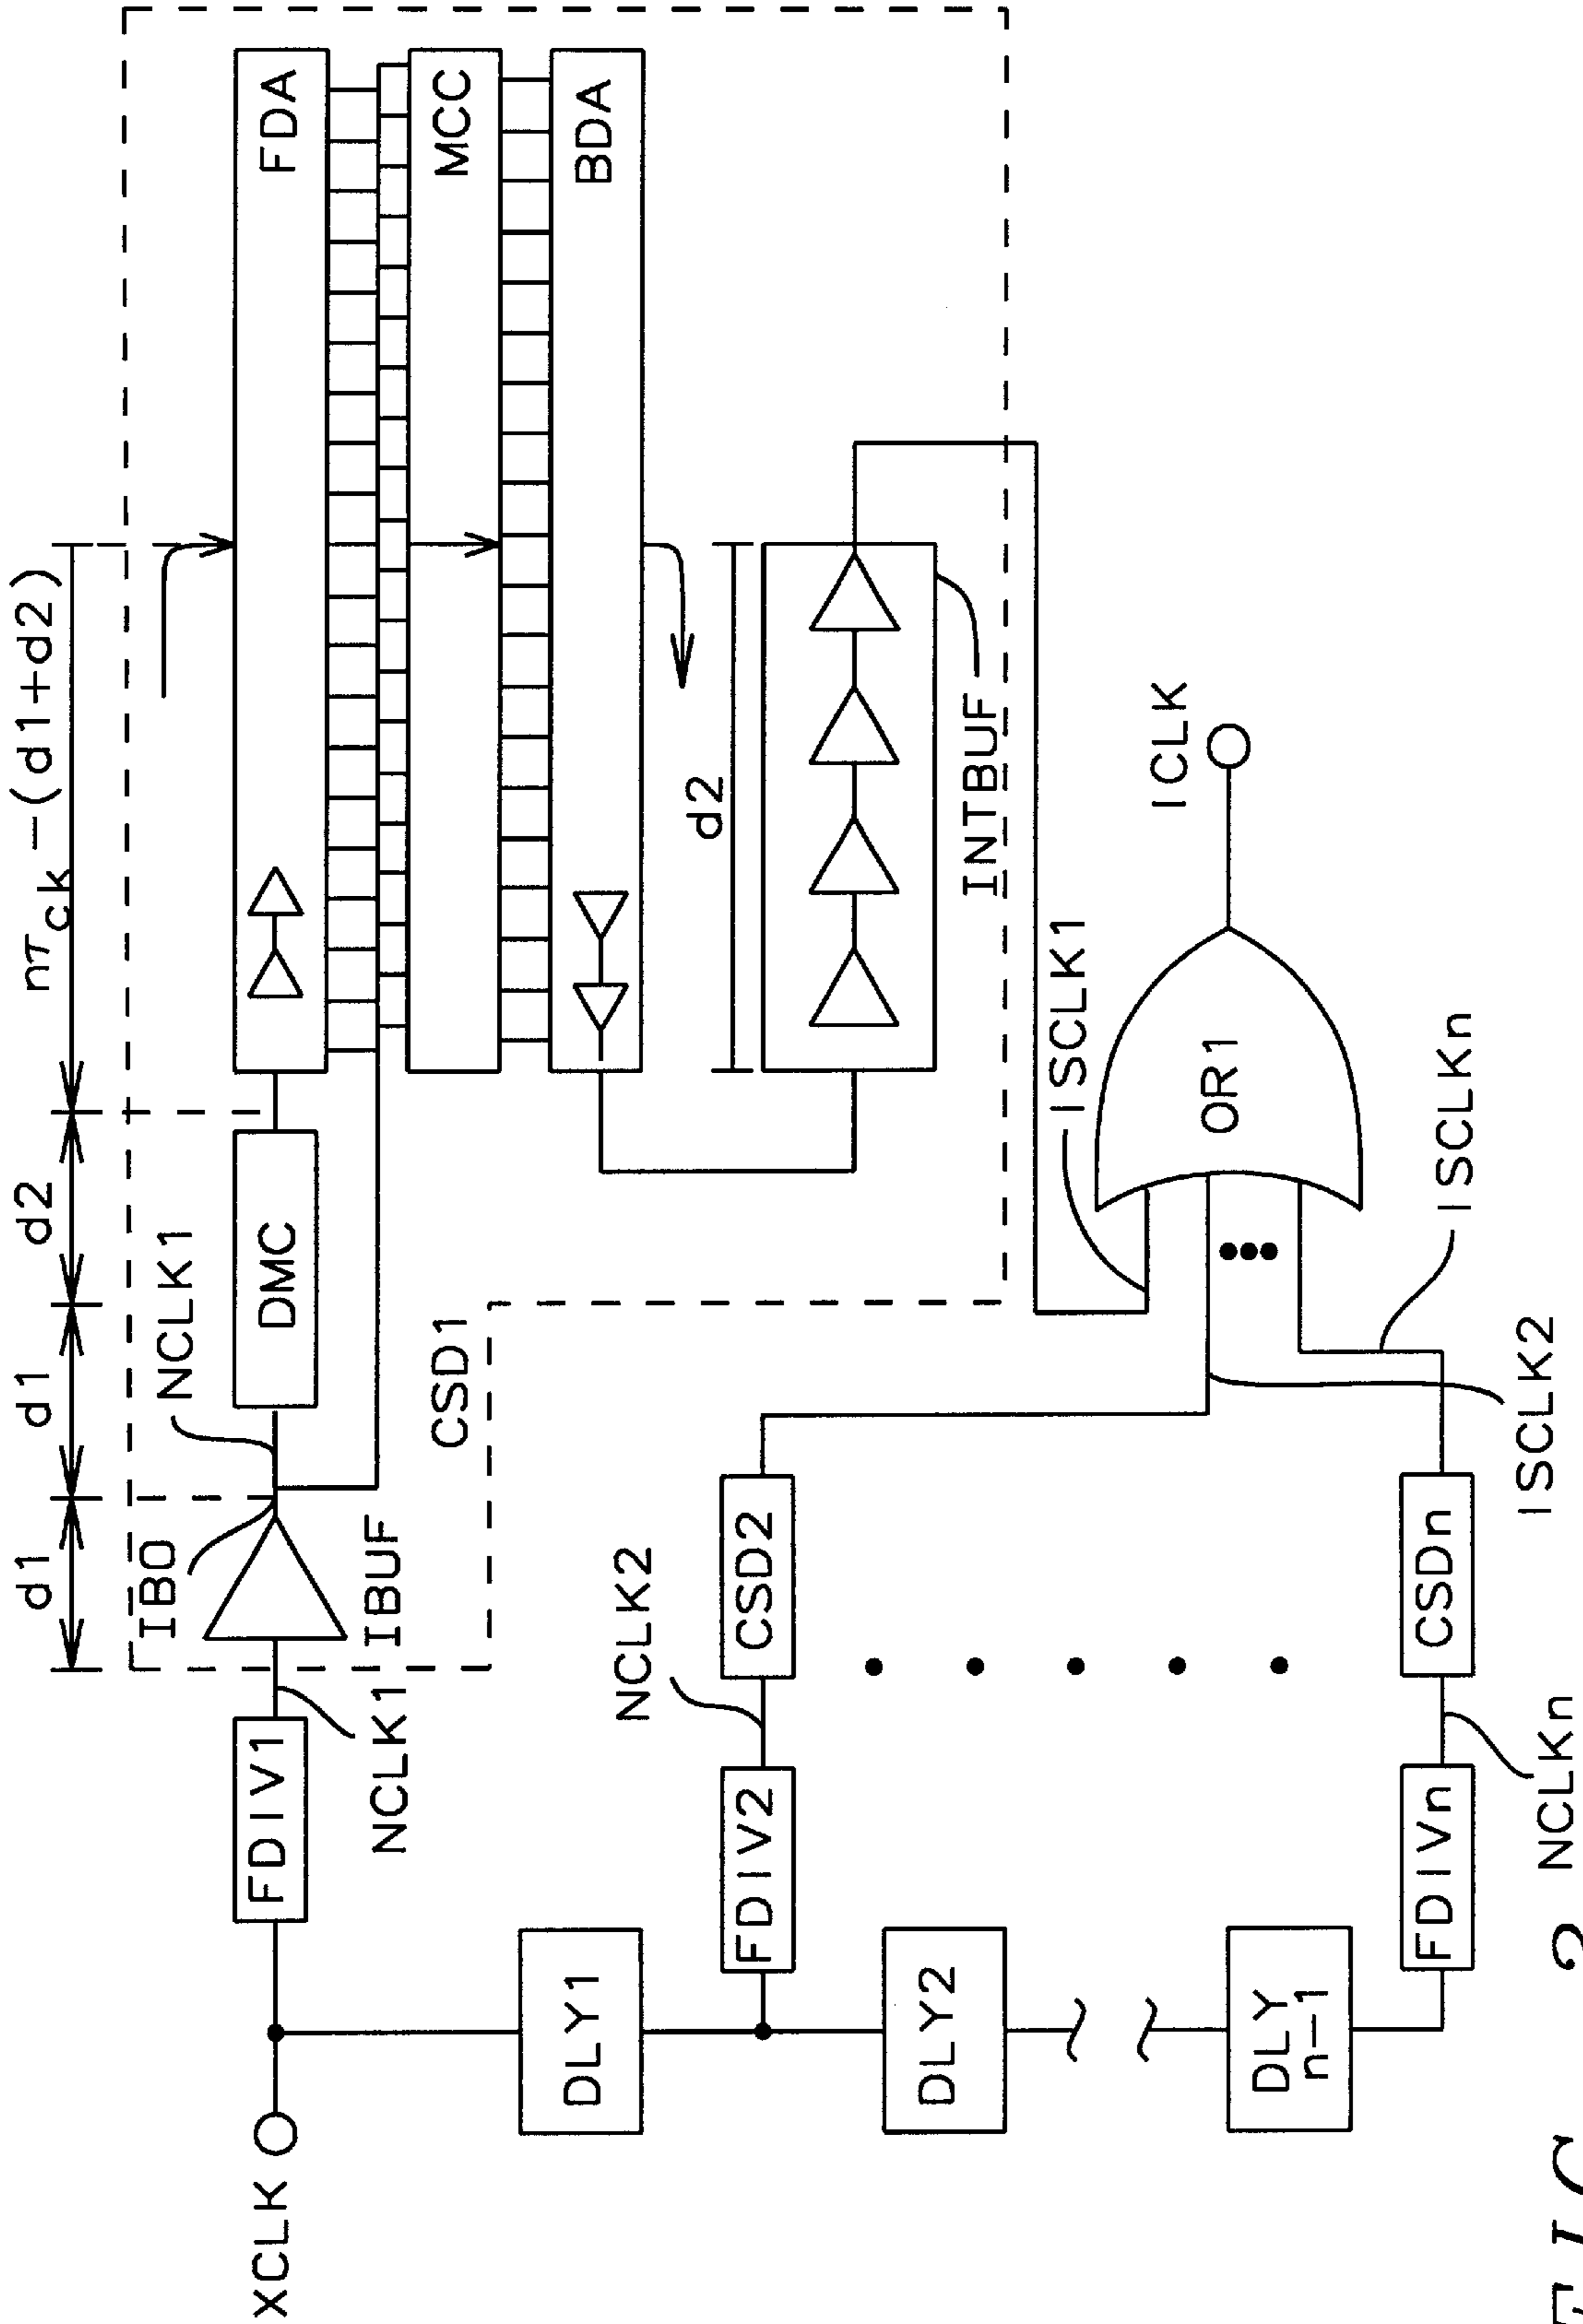 d1
d1
d2
nτck−(d1+d2)
XCLK
FDIV1
NCLK1
IBO
IBUF
NCLK1
DMC
FDA
MCC
BDA
CSD1
d2
INTBUF
DLY1
FDIV2
NCLK2
CSD2
DLY2
DLY
n−1
FDIVn
NCLKn
CSDn
ISCLK1
ISCLK2
ISCLKn
OR1
ICLK